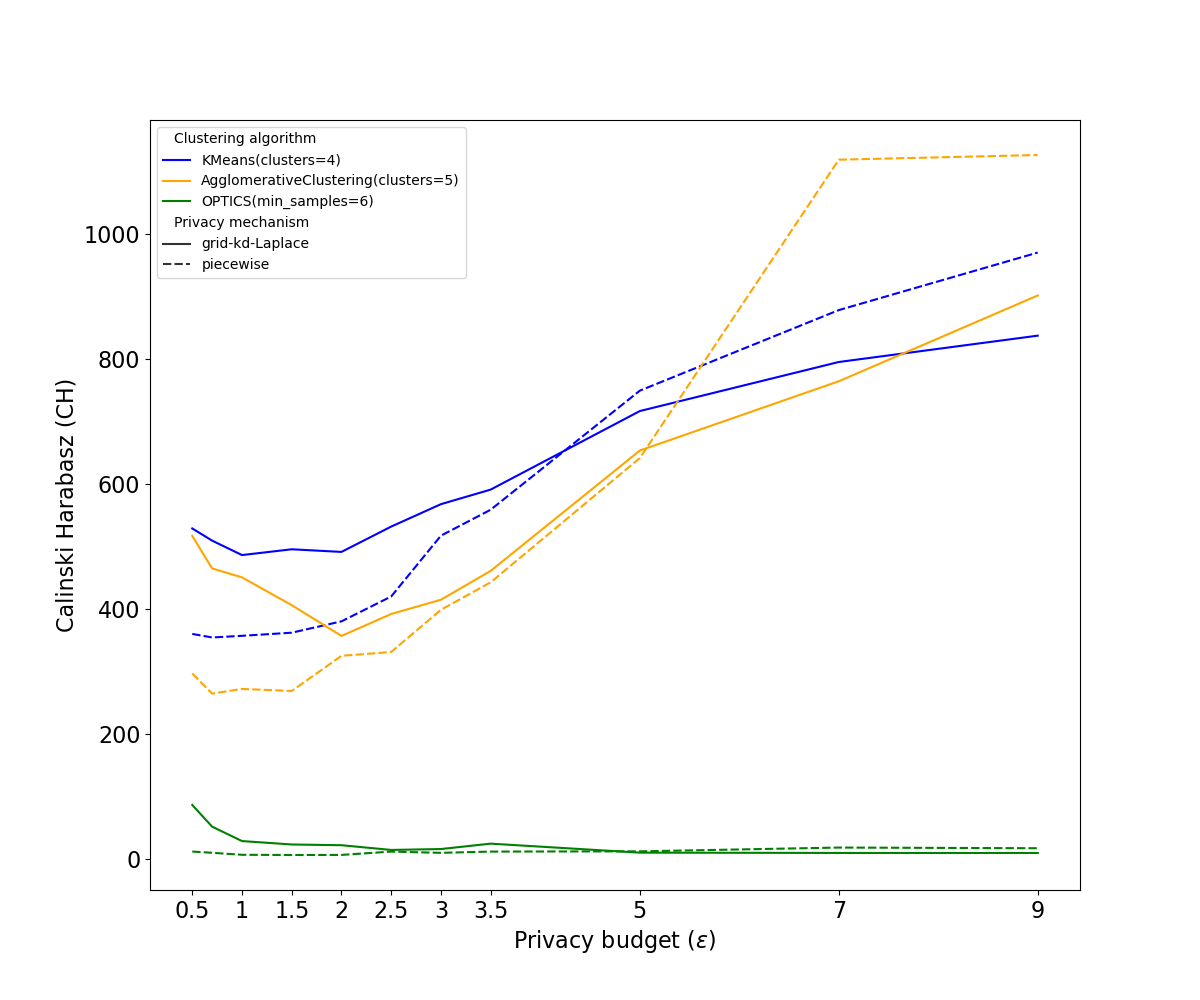 Clustering algorithm
KMeans(clusters=4)
AgglomerativeClustering(clusters=5)
OPTICS(min_samples=6)
Privacy mechanism
grid-kd-Laplace
piecewise
1000
800
600
400
200
0
Calinski Harabasz (CH)
0.5 1 1.5 2 2.5 3 3.5 5 7 9
Privacy budget (ε)